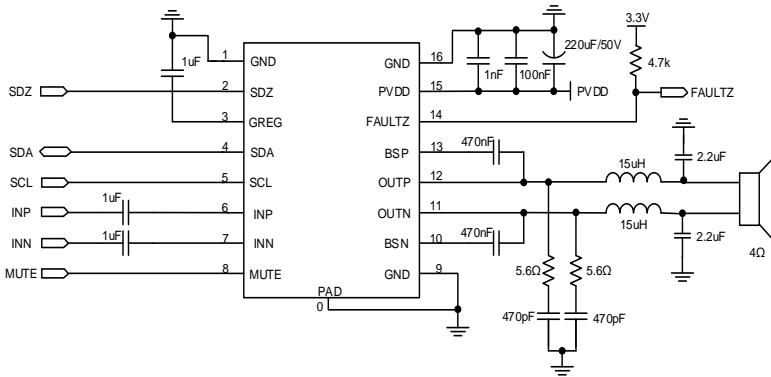 3.3V
1uF
1
GND
GND
16
1nF
100nF
220uF/50V
4.7k
SDZ
2
SDZ
PVDD
15
PVDD
3
GREG
FAULTZ
14
FAULTZ
SDA
4
SDA
BSP
13
470nF
SCL
5
SCL
OUTP
12
15uH
2.2uF
INP
1uF
6
INP
OUTN
11
15uH
INN
1uF
7
INN
BSN
10
470nF
2.2uF
4Ω
MUTE
8
MUTE
GND
9
5.6Ω
5.6Ω
PAD
0
470pF
470pF